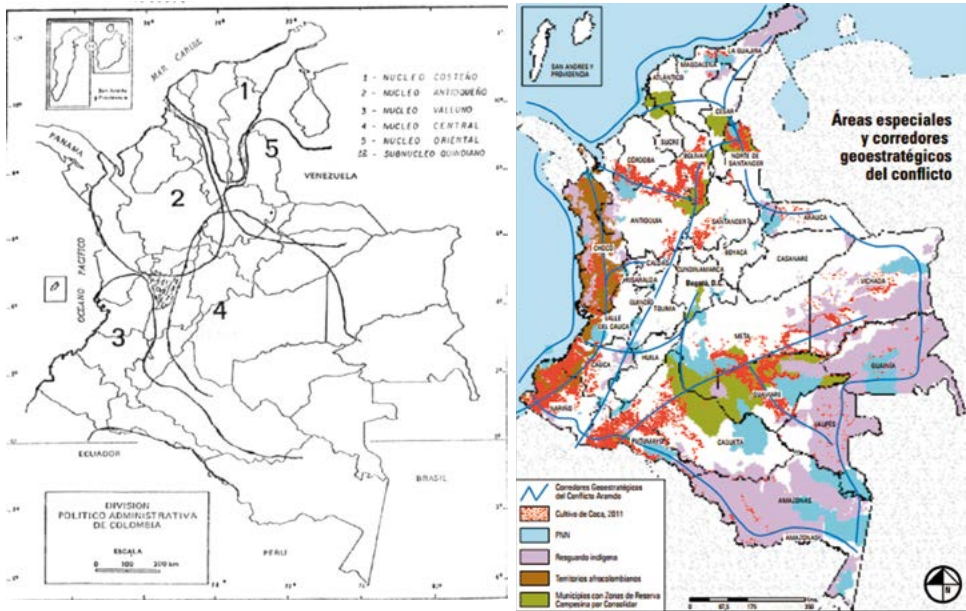 San Andrés
y Providencia
MAR CARIBE
1 - NUCLEO COSTEÑO
2 - NUCLEO ANTIOQUEÑO
3 - NUCLEO VALLUNO
4 - NUCLEO CENTRAL
5 - NUCLEO ORIENTAL
SUBNUCLEO QUINDIANO
PANAMA
VENEZUELA
OCEANO PACIFICO
1
2
3
4
5
ECUADOR
BRASIL
PERU
DIVISION
POLITICO ADMINISTRATIVA
DE COLOMBIA
ESCALA
0 100 200 km
SAN ANDRES Y
PROVIDENCIA
Áreas especiales
y corredores
geoestratégicos
del conflicto
LA GUAJIRA
MAGDALENA
ATLÁNTICO
CESAR
SUCRE
CÓRDOBA
BOLÍVAR
NORTE DE
SANTANDER
ANTIOQUIA
SANTANDER
ARAUCA
CHOCÓ
BOYACÁ
CASANARE
CALDAS
RISARALDA
CUNDINAMARCA
Bogotá, D.C.
QUINDÍO
TOLIMA
VICHADA
VALLE
DEL CAUCA
META
HUILA
CAUCA
GUAINÍA
NARIÑO
GUAVIARE
PUTUMAYO
CAQUETÁ
VAUPÉS
AMAZONAS
AMAZONAS
Corredores Geoestratégicos
del Conflicto Armado
Cultivo de Coca, 2011
PNN
Resguardo indígena
Territorios afrocolombianos
Municipios con Zonas de Reserva
Campesina por Consolidar
N